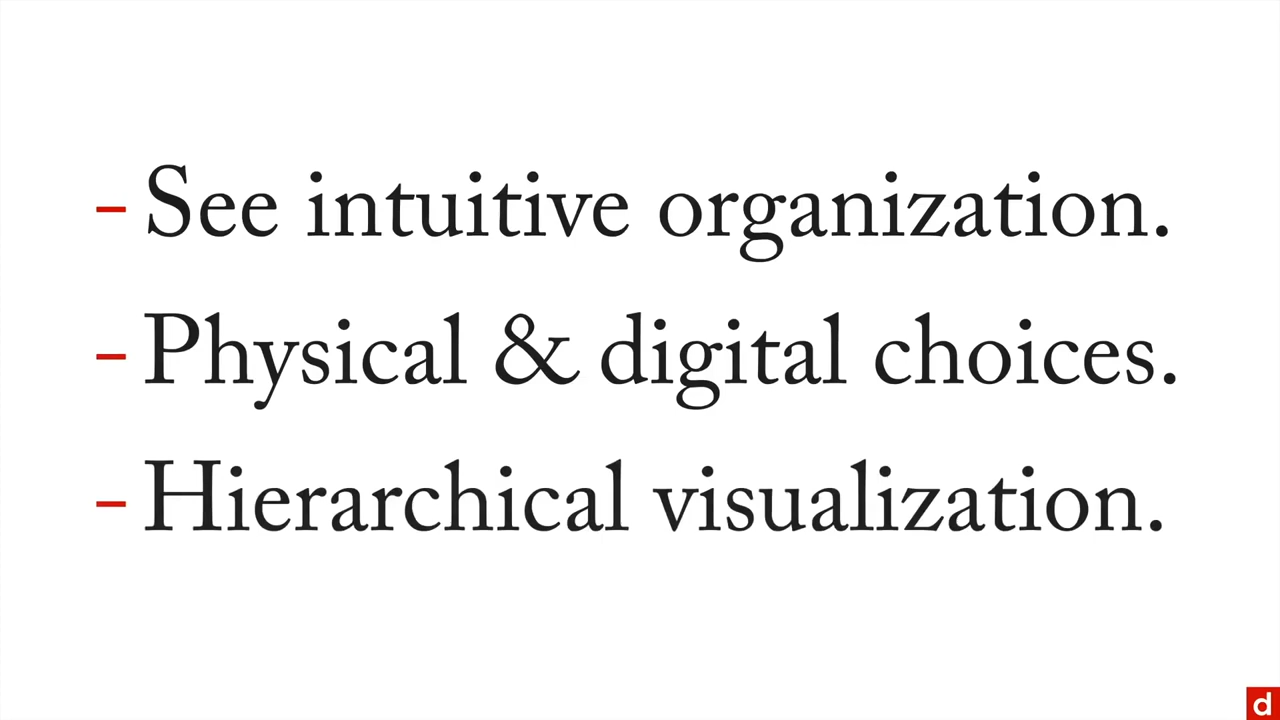 - See intuitive organization.
- Physical & digital choices.
- Hierarchical visualization.
d